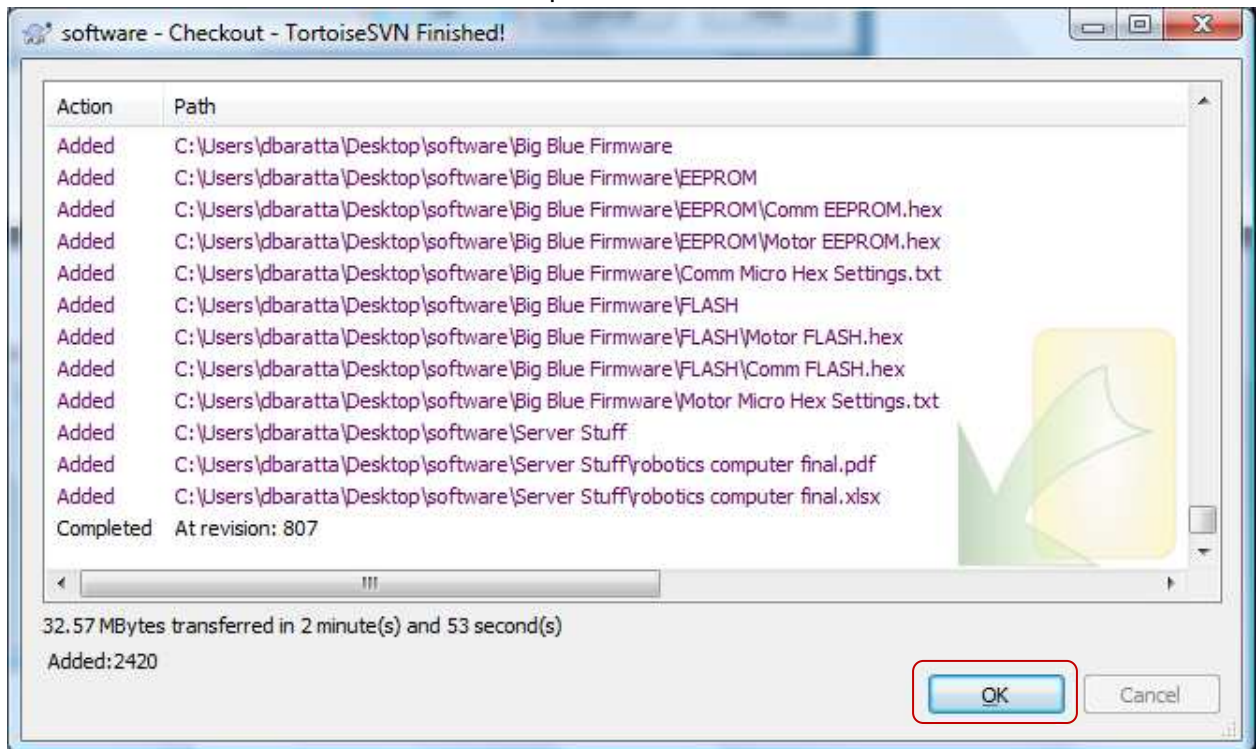 software - Checkout - TortoiseSVN Finished!
Action Path
Added C:\Users\dbaratta\Desktop\software\Big Blue Firmware
Added C:\Users\dbaratta\Desktop\software\Big Blue Firmware\EEPROM
Added C:\Users\dbaratta\Desktop\software\Big Blue Firmware\EEPROM\Comm EEPROM.hex
Added C:\Users\dbaratta\Desktop\software\Big Blue Firmware\EEPROM\Motor EEPROM.hex
Added C:\Users\dbaratta\Desktop\software\Big Blue Firmware\Comm Micro Hex Settings.txt
Added C:\Users\dbaratta\Desktop\software\Big Blue Firmware\FLASH
Added C:\Users\dbaratta\Desktop\software\Big Blue Firmware\FLASH\Motor FLASH.hex
Added C:\Users\dbaratta\Desktop\software\Big Blue Firmware\FLASH\Comm FLASH.hex
Added C:\Users\dbaratta\Desktop\software\Big Blue Firmware\Motor Micro Hex Settings.txt
Added C:\Users\dbaratta\Desktop\software\Server Stuff
Added C:\Users\dbaratta\Desktop\software\Server Stuff\robotics computer final.pdf
Added C:\Users\dbaratta\Desktop\software\Server Stuff\robotics computer final.xlsx
Completed At revision: 807
32.57 MBytes transferred in 2 minute(s) and 53 second(s)
Added:2420
OK Cancel